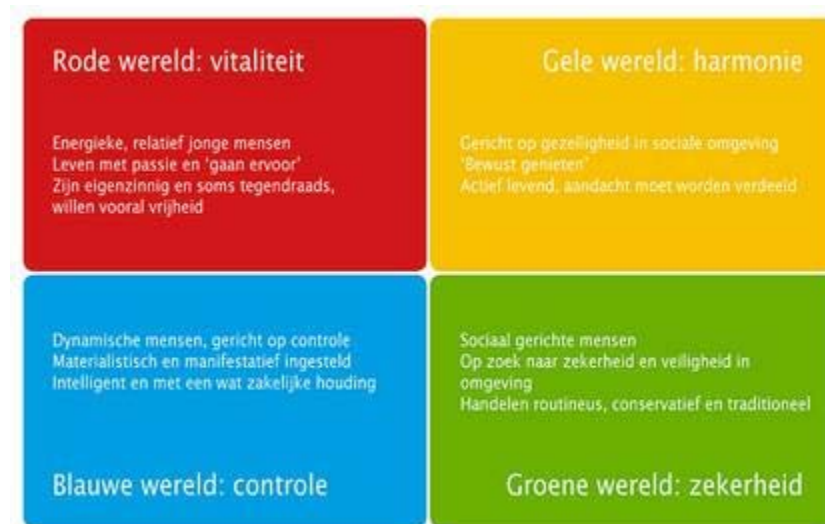 Rode wereld: vitaliteit
Energieke, relatief jonge mensen
Leven met passie en ‘gaan ervoor’
Zijn eigenzinnig en soms tegendraads,
willen vooral vrijheid
Gele wereld: harmonie
Gericht op gezelligheid in sociale omgeving
‘Bewust genieten’
Actief levend, aandacht moet worden verdeeld
Dynamische mensen, gericht op controle
Materialistisch en manifestatief ingesteld
Intelligent en met een wat zakelijke houding
Blauwe wereld: controle
Sociaal gerichte mensen
Op zoek naar zekerheid en veiligheid in
omgeving
Handelen routineus, conservatief en traditioneel
Groene wereld: zekerheid